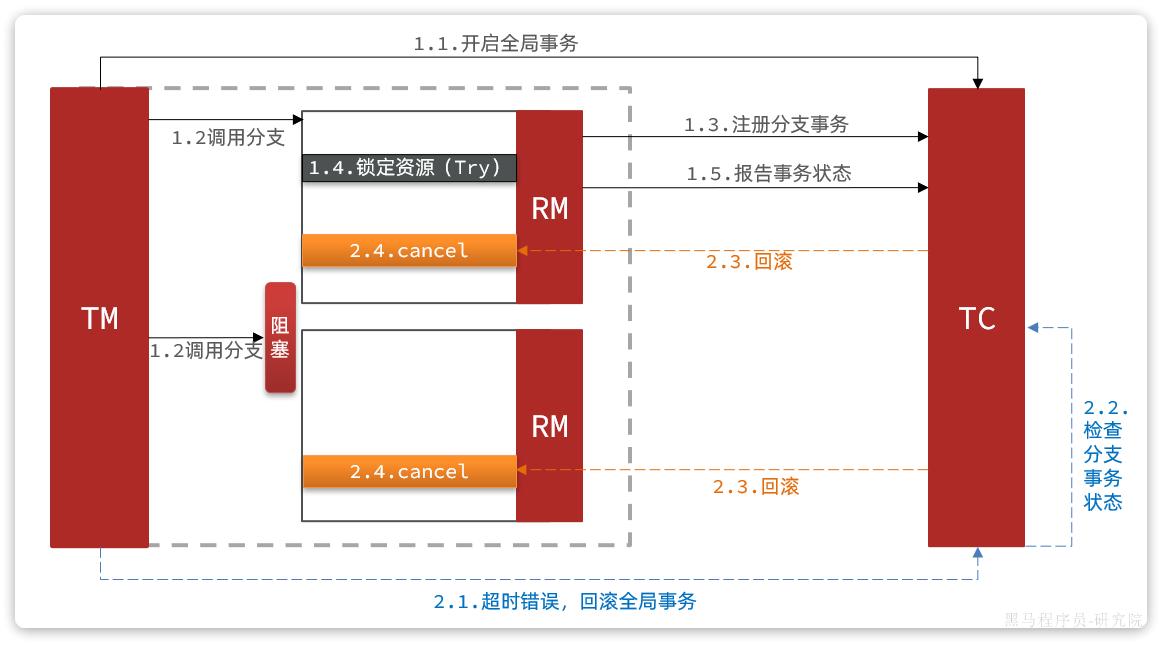 1.1.开启全局事务
1.2调用分支
1.3.注册分支事务
1.4.锁定资源（Try）
1.5.报告事务状态
RM
2.4.cancel
2.3.回滚
TM
阻
塞
TC
1.2调用分支
2.2.
检查
分支
事务
状态
RM
2.4.cancel
2.3.回滚
2.1.超时错误，回滚全局事务
黑马程序员-研究院